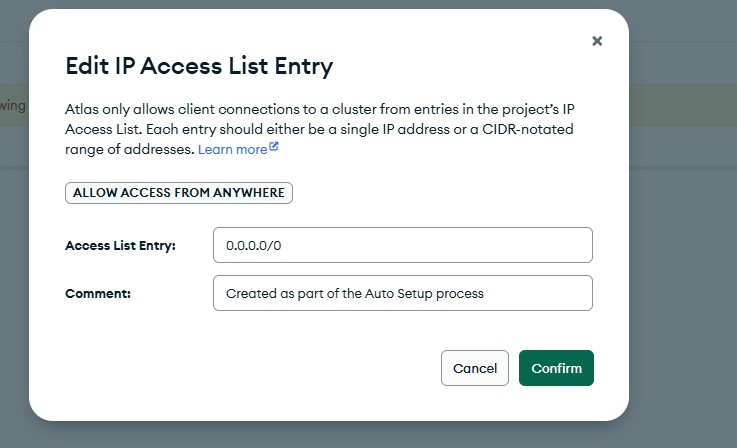 Edit IP Access List Entry
wing
Atlas only allows client connections to a cluster from entries in the project's IP
Access List. Each entry should either be a single IP address or a CIDR-notated
range of addresses. Learn more
ALLOW ACCESS FROM ANYWHERE
Access List Entry: 0.0.0.0/0
Comment: Created as part of the Auto Setup process
Cancel Confirm